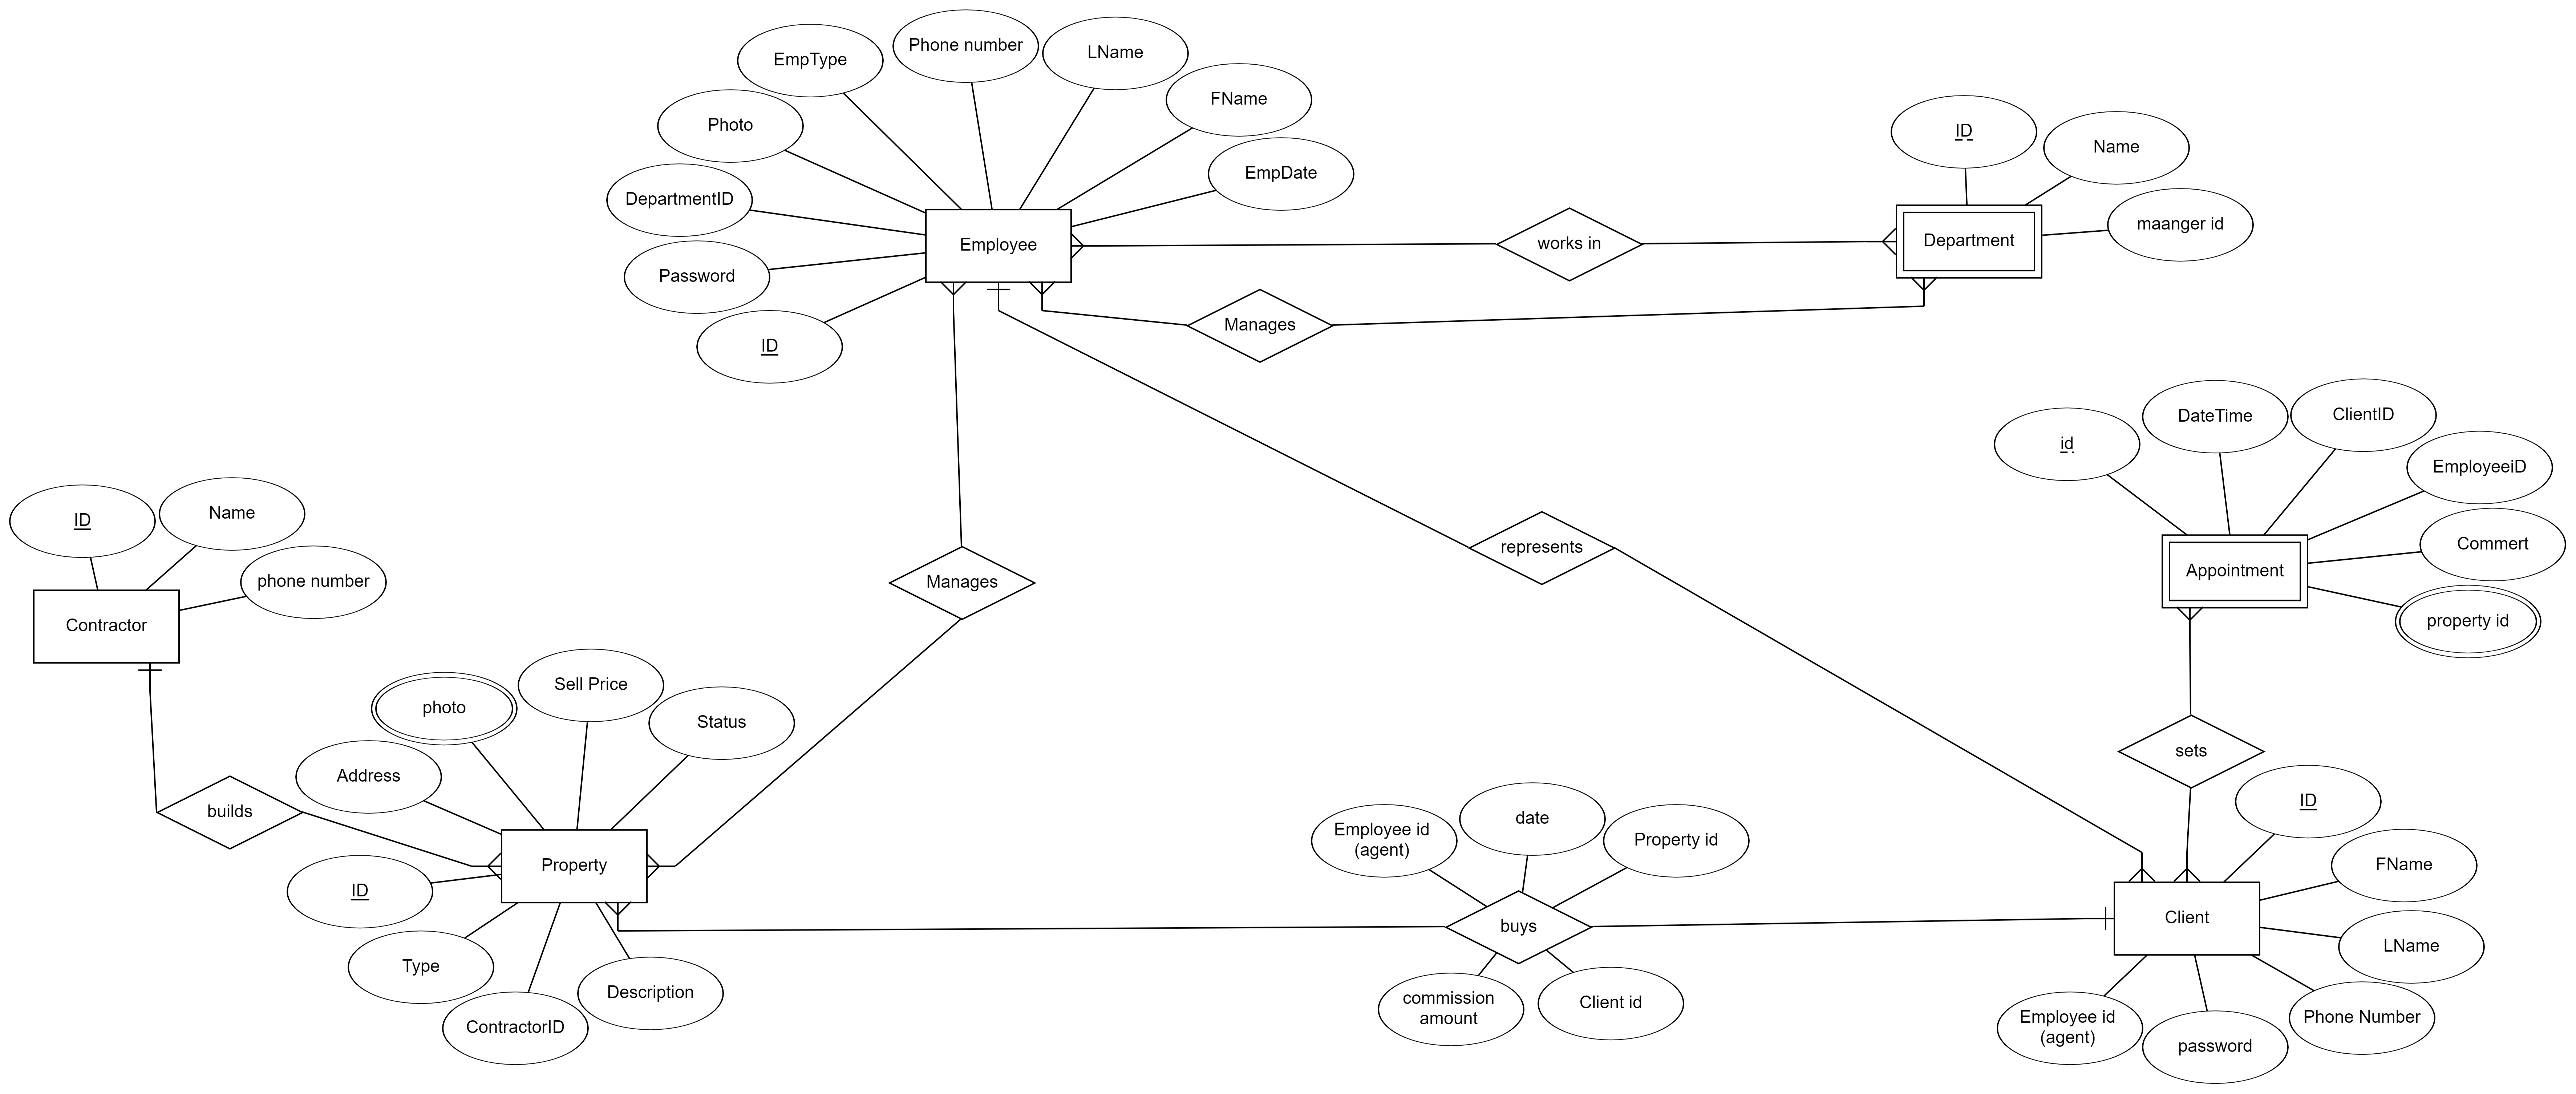 EmpType
Phone number
LName
FName
Photo
EmpDate
DepartmentID
Employee
Password
ID
works in
Manages
ID
Name
maanger id
Department
id
DateTime
ClientID
EmployeeiD
Commert
property id
Appointment
represents
Manages
ID
Name
phone number
Contractor
builds
photo
Sell Price
Status
Address
Property
ID
Type
ContractorID
Description
Employee id
(agent)
date
Property id
buys
commission
amount
Client id
sets
ID
FName
Client
LName
Phone Number
password
Employee id
(agent)